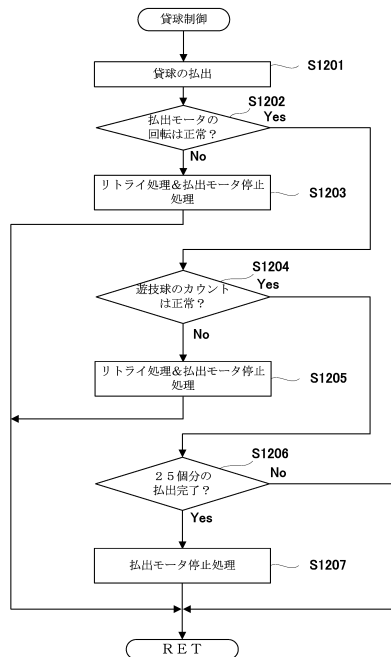 貸球制御
貸球の払出
S1201
S1202
払出モータの
回転は正常？
Yes
No
リトライ処理＆払出モータ停止
処理
S1203
S1204
遊技球のカウント
は正常？
Yes
No
リトライ処理＆払出モータ停止
処理
S1205
S1206
２５個分の
払出完了？
No
Yes
払出モータ停止処理
S1207
ＲＥＴ